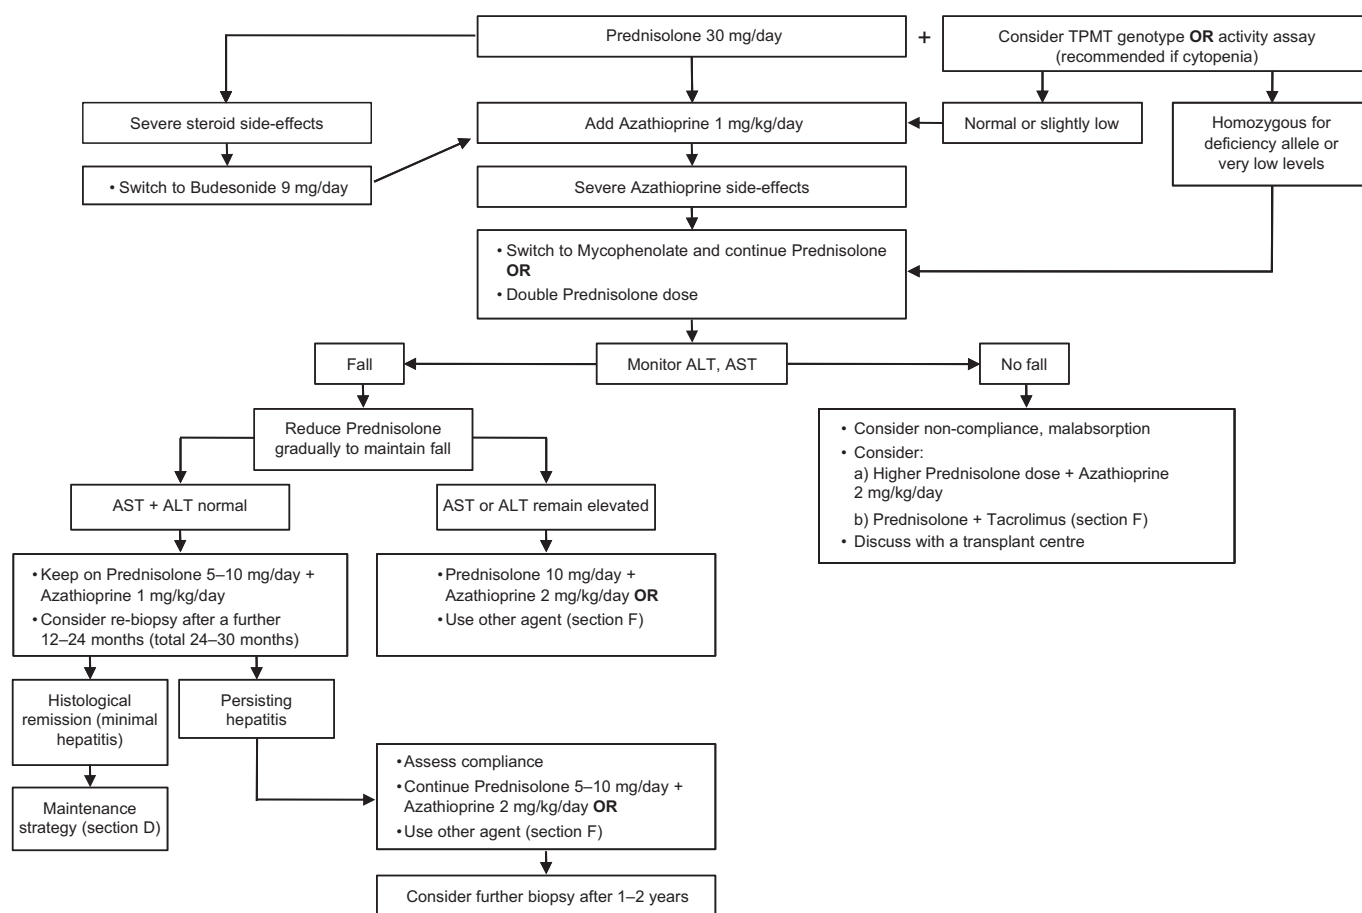 Prednisolone 30 mg/day
+
Consider TPMT genotype OR activity assay
(recommended if cytopenia)
Severe steroid side-effects
Add Azathioprine 1 mg/kg/day
Normal or slightly low
Homozygous for
deficiency allele or
very low levels
• Switch to Budesonide 9 mg/day
Severe Azathioprine side-effects
• Switch to Mycophenolate and continue Prednisolone
OR
• Double Prednisolone dose
Fall
Monitor ALT, AST
No fall
Reduce Prednisolone
gradually to maintain fall
• Consider non-compliance, malabsorption
• Consider:
a) Higher Prednisolone dose + Azathioprine
2 mg/kg/day
b) Prednisolone + Tacrolimus (section F)
• Discuss with a transplant centre
AST + ALT normal
AST or ALT remain elevated
• Keep on Prednisolone 5–10 mg/day +
Azathioprine 1 mg/kg/day
• Consider re-biopsy after a further
12–24 months (total 24–30 months)
• Prednisolone 10 mg/day +
Azathioprine 2 mg/kg/day OR
• Use other agent (section F)
Histological
remission (minimal
hepatitis)
Persisting
hepatitis
Maintenance
strategy (section D)
• Assess compliance
• Continue Prednisolone 5–10 mg/day +
Azathioprine 2 mg/kg/day OR
• Use other agent (section F)
Consider further biopsy after 1–2 years